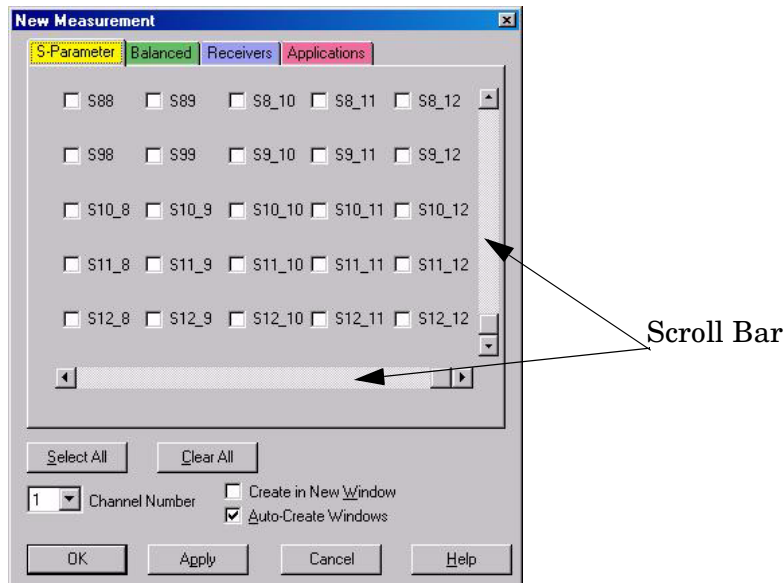 New Measurement
S-Parameter Balanced Receivers Applications
S88 S89 S8_10 S8_11 S8_12
S98 S99 S9_10 S9_11 S9_12
S10_8 S10_9 S10_10 S10_11 S10_12
S11_8 S11_9 S11_10 S11_11 S11_12
S12_8 S12_9 S12_10 S12_11 S12_12
Scroll Bar
Select All Clear All
1 Channel Number
Create in New Window
Auto-Create Windows
OK Apply Cancel Help